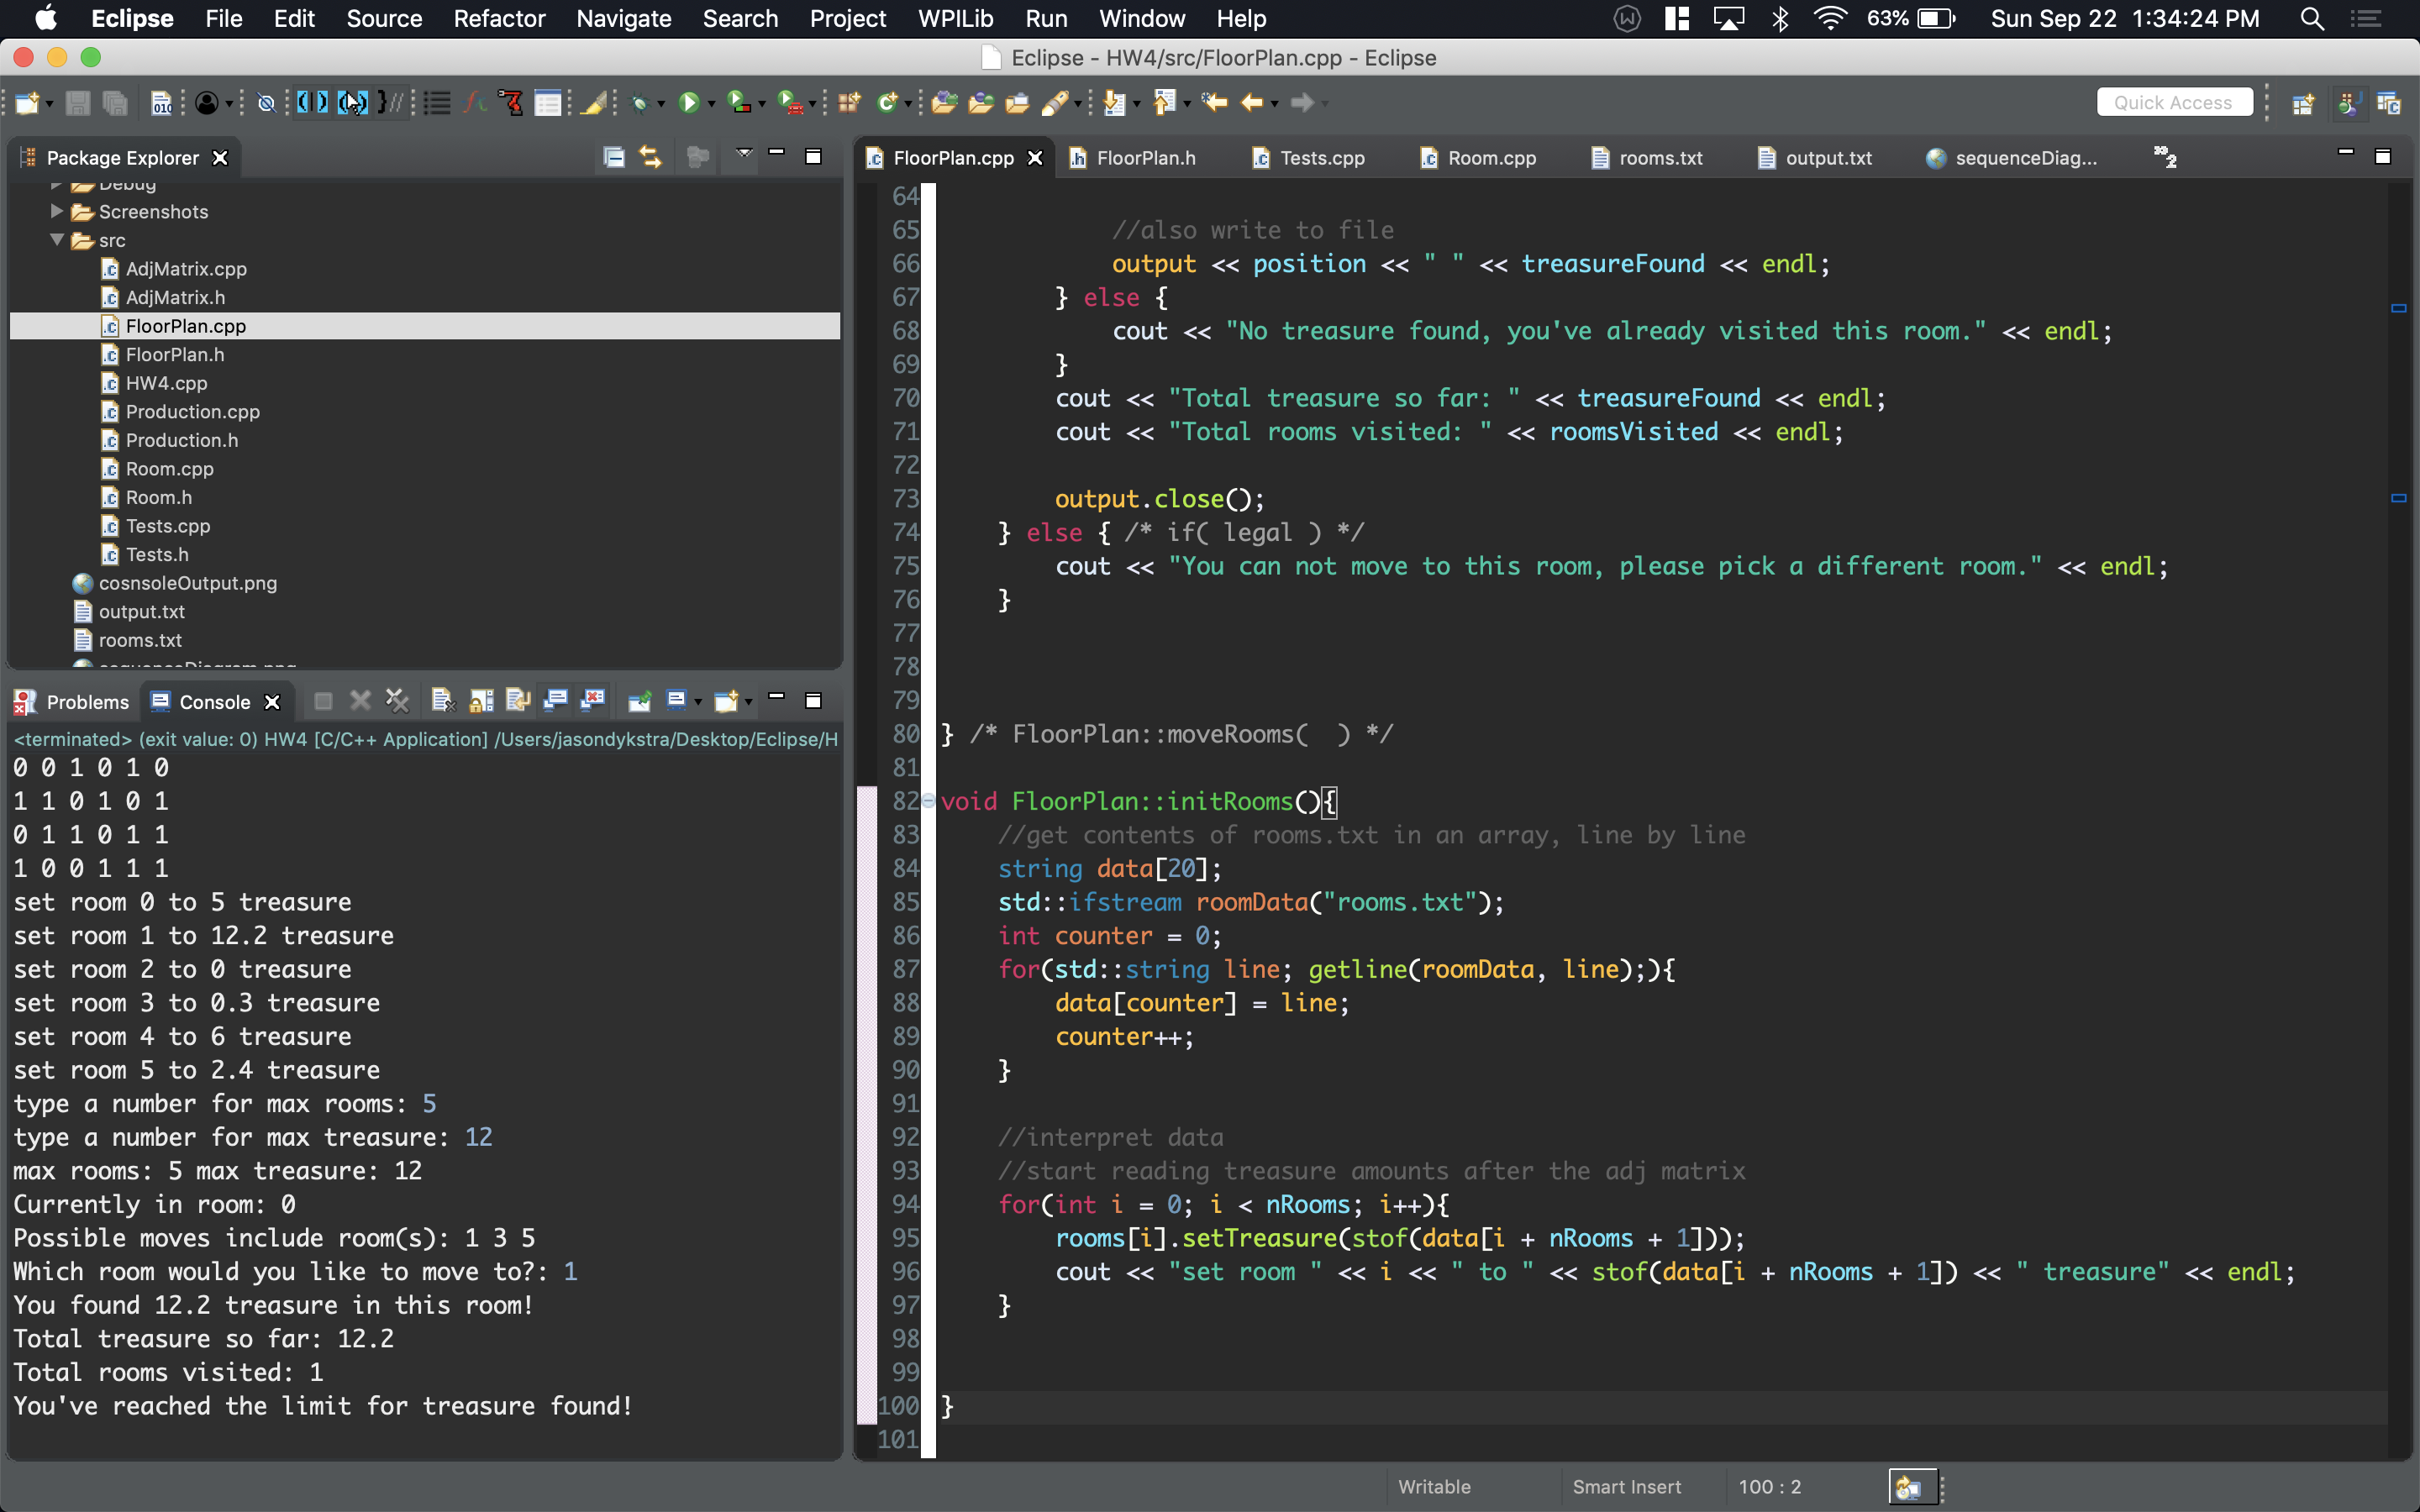 Eclipse File Edit Source Refactor Navigate Search Project WPILib Run Window Help 63% Sun Sep 22 1:34:24 PM
Eclipse - HW4/src/FloorPlan.cpp - Eclipse
Quick Access
Package Explorer
Debug
Screenshots
src
AdjMatrix.cpp
AdjMatrix.h
FloorPlan.cpp
FloorPlan.h
HW4.cpp
Production.cpp
Production.h
Room.cpp
Room.h
Tests.cpp
Tests.h
cosnsoleOutput.png
output.txt
rooms.txt
sequenceDiagram.png
Problems Console
<terminated> (exit value: 0) HW4 [C/C++ Application] /Users/jasondykstra/Desktop/Eclipse/H
0 0 1 0 1 0
1 1 0 1 0 1
0 1 1 0 1 1
1 0 0 1 1 1
set room 0 to 5 treasure
set room 1 to 12.2 treasure
set room 2 to 0 treasure
set room 3 to 0.3 treasure
set room 4 to 6 treasure
set room 5 to 2.4 treasure
type a number for max rooms: 5
type a number for max treasure: 12
max rooms: 5 max treasure: 12
Currently in room: 0
Possible moves include room(s): 1 3 5
Which room would you like to move to?: 1
You found 12.2 treasure in this room!
Total treasure so far: 12.2
Total rooms visited: 1
You've reached the limit for treasure found!
FloorPlan.cpp FloorPlan.h Tests.cpp Room.cpp rooms.txt output.txt sequenceDiag... »2
64
65 //also write to file
66 output << position << " " << treasureFound << endl;
67 } else {
68 cout << "No treasure found, you've already visited this room." << endl;
69 }
70 cout << "Total treasure so far: " << treasureFound << endl;
71 cout << "Total rooms visited: " << roomsVisited << endl;
72
73 output.close();
74 } else { /* if( legal ) */
75 cout << "You can not move to this room, please pick a different room." << endl;
76 }
77
78
79
80 } /* FloorPlan::moveRooms(  ) */
81
82 void FloorPlan::initRooms(){
83 //get contents of rooms.txt in an array, line by line
84 string data[20];
85 std::ifstream roomData("rooms.txt");
86 int counter = 0;
87 for(std::string line; getline(roomData, line);){
88 data[counter] = line;
89 counter++;
90 }
91
92 //interpret data
93 //start reading treasure amounts after the adj matrix
94 for(int i = 0; i < nRooms; i++){
95 rooms[i].setTreasure(stof(data[i + nRooms + 1]));
96 cout << "set room " << i << " to " << stof(data[i + nRooms + 1]) << " treasure" << endl;
97 }
98
99
100 }
101
Writable Smart Insert 100 : 2